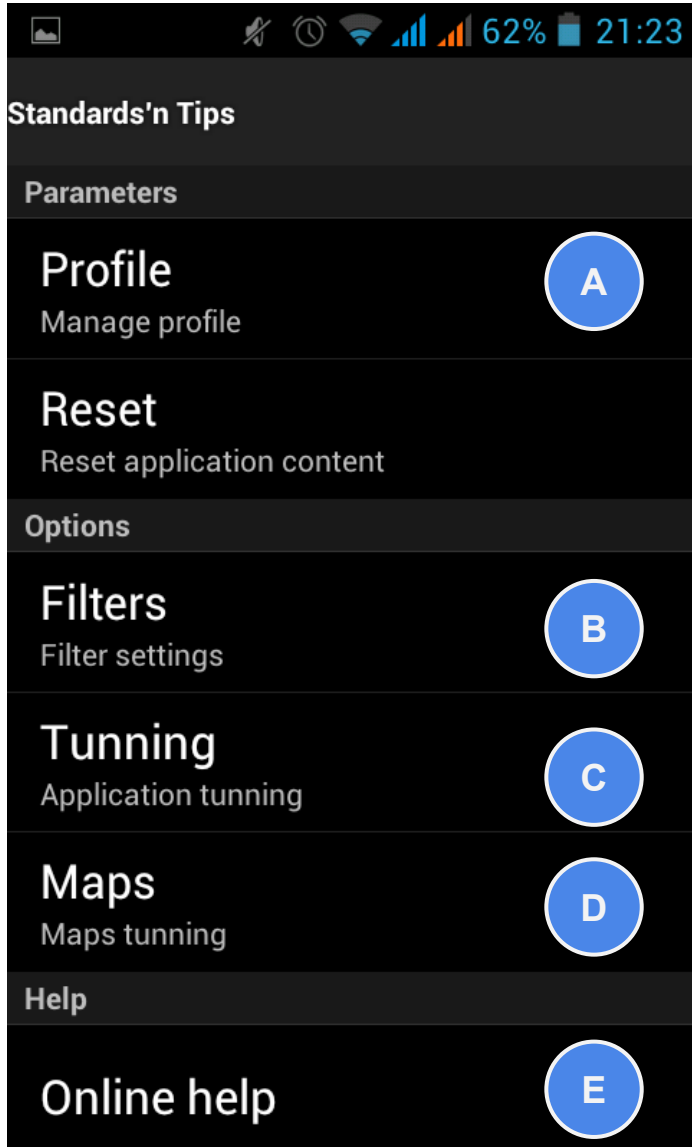 62% 21:23
Standards'n Tips
Parameters
Profile
A
Manage profile
Reset
Reset application content
Options
Filters
B
Filter settings
Tunning
C
Application tunning
Maps
D
Maps tunning
Help
Online help
E